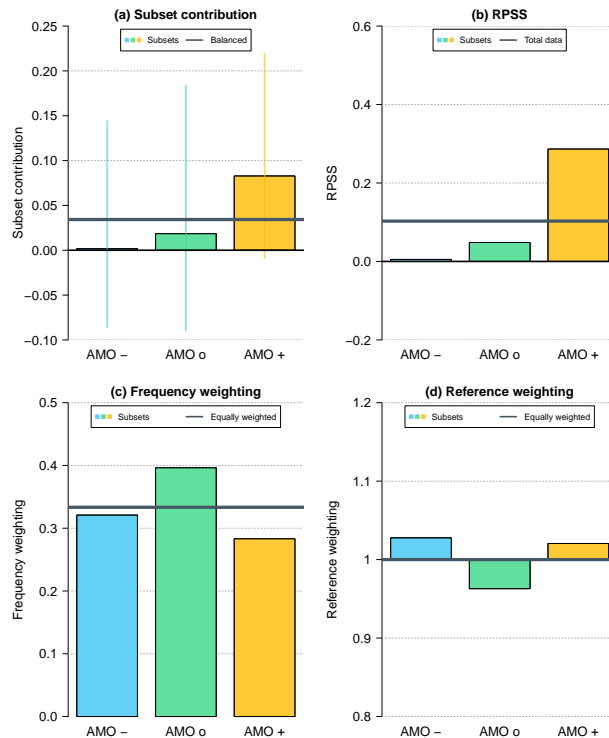 (a) Subset contribution
Subsets
Balanced
Subset contribution
0.25
0.20
0.15
0.10
0.05
0.00
−0.05
−0.10
AMO −
AMO o
AMO +
(b) RPSS
Subsets
Total data
RPSS
0.6
0.4
0.2
0.0
−0.2
AMO −
AMO o
AMO +
(c) Frequency weighting
Subsets
Equally weighted
Frequency weighting
0.5
0.4
0.3
0.2
0.1
0.0
AMO −
AMO o
AMO +
(d) Reference weighting
Subsets
Equally weighted
Reference weighting
1.2
1.1
1
0.9
0.8
AMO −
AMO o
AMO +